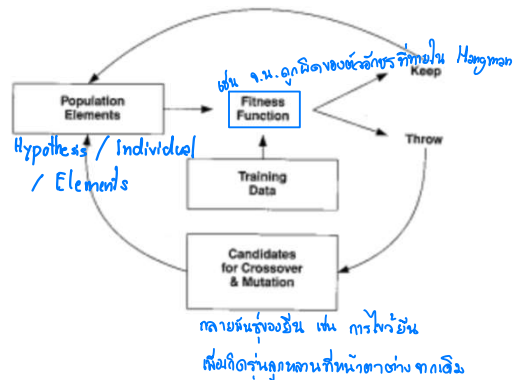 เช่น จ.น.ถูกผิดของตัวอักษรที่ทายใน Hangman
Keep
Population
Elements
Fitness
Function
Hypothesis / Individual
/ Elements
Throw
Training
Data
Candidates
for Crossover
& Mutation
กลายพันธุ์ของยีน เช่น การไขว้ยีน
เพื่อเกิดรุ่นลูกหลานที่หน้าตาต่างจากเดิม